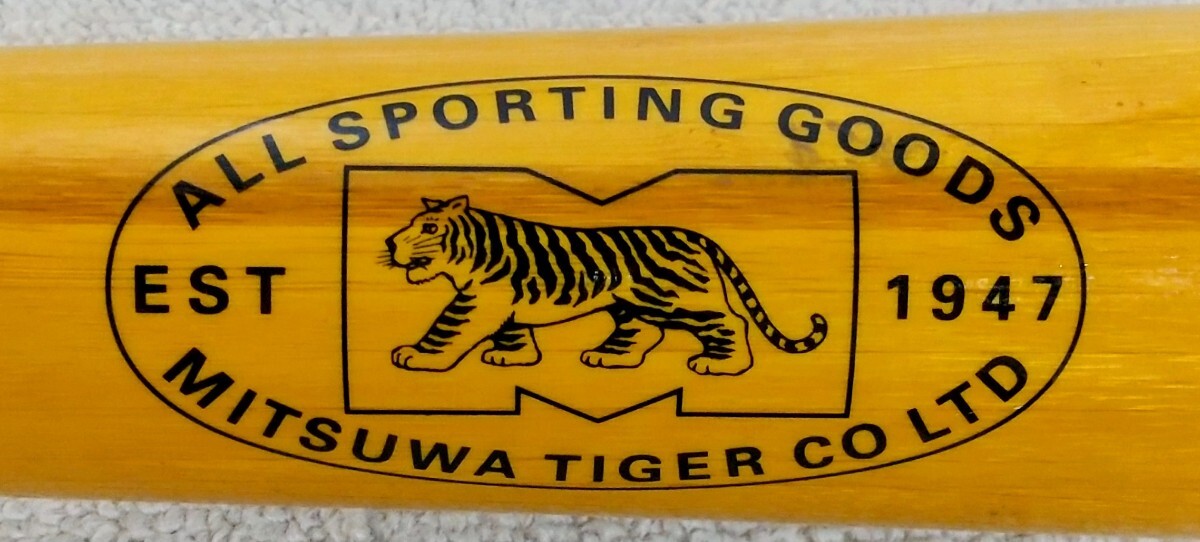 ALL SPORTING GOODS
EST 1947
MITSUWA TIGER CO LTD